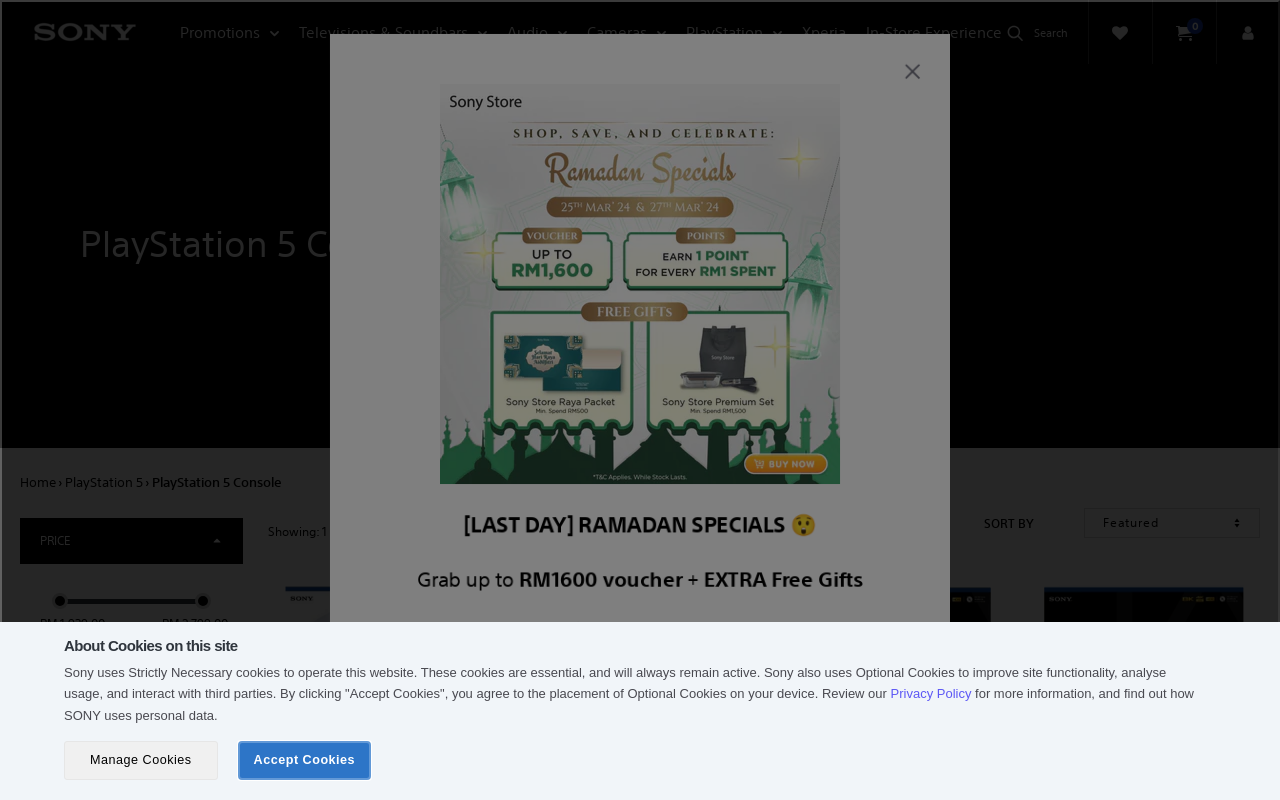 SONY
Promotions
Televisions & Soundbars
Audio
Cameras
PlayStation
Xperia
In-Store Experience
Search
0
PlayStation 5 Co
Sony Store
SHOP, SAVE, AND CELEBRATE:
Ramadan Specials
25TH MAR' 24 & 27TH MAR' 24
VOUCHER
UP TO
RM1,600
POINTS
EARN 1 POINT
FOR EVERY RM1 SPENT
FREE GIFTS
Sony Store Raya Packet
Min. Spend RM500
Sony Store Premium Set
Min. Spend RM1,500
BUY NOW
*T&C Applies. While Stock Lasts.
[LAST DAY] RAMADAN SPECIALS 😲
Grab up to RM1600 voucher + EXTRA Free Gifts
Home › PlayStation 5 › PlayStation 5 Console
PRICE
Showing: 1
SORT BY
Featured
SONY
SONY
About Cookies on this site
Sony uses Strictly Necessary cookies to operate this website. These cookies are essential, and will always remain active. Sony also uses Optional Cookies to improve site functionality, analyse
usage, and interact with third parties. By clicking "Accept Cookies", you agree to the placement of Optional Cookies on your device. Review our Privacy Policy for more information, and find out how
SONY uses personal data.
Manage Cookies
Accept Cookies